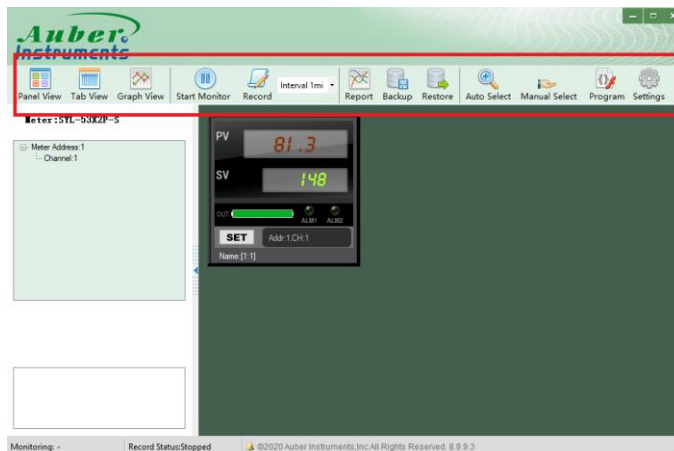 Auber
Instruments
Panel View Tab View Graph View Start Monitor Record Interval 1mi Report Backup Restore Auto Select Manual Select Program Settings
Meter:SYL-53X2P-S
Meter Address:1
Channel:1
PV 81.3
SV 148
OUT ALM1 ALM2
SET Addr:1,CH:1
Name:[1:1]
Monitoring: - Record Status:Stopped ©2020 Auber Instruments,Inc.All Rights Reserved. 8.9.9.3